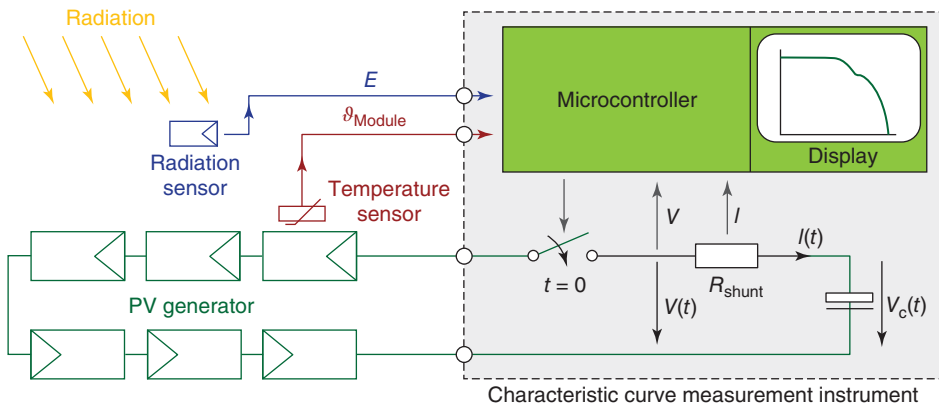 Radiation
E
ϑModule
Radiation
sensor
Temperature
sensor
PV generator
Microcontroller
Display
V
I
I(t)
t = 0
V(t)
Rshunt
Vc(t)
Characteristic curve measurement instrument